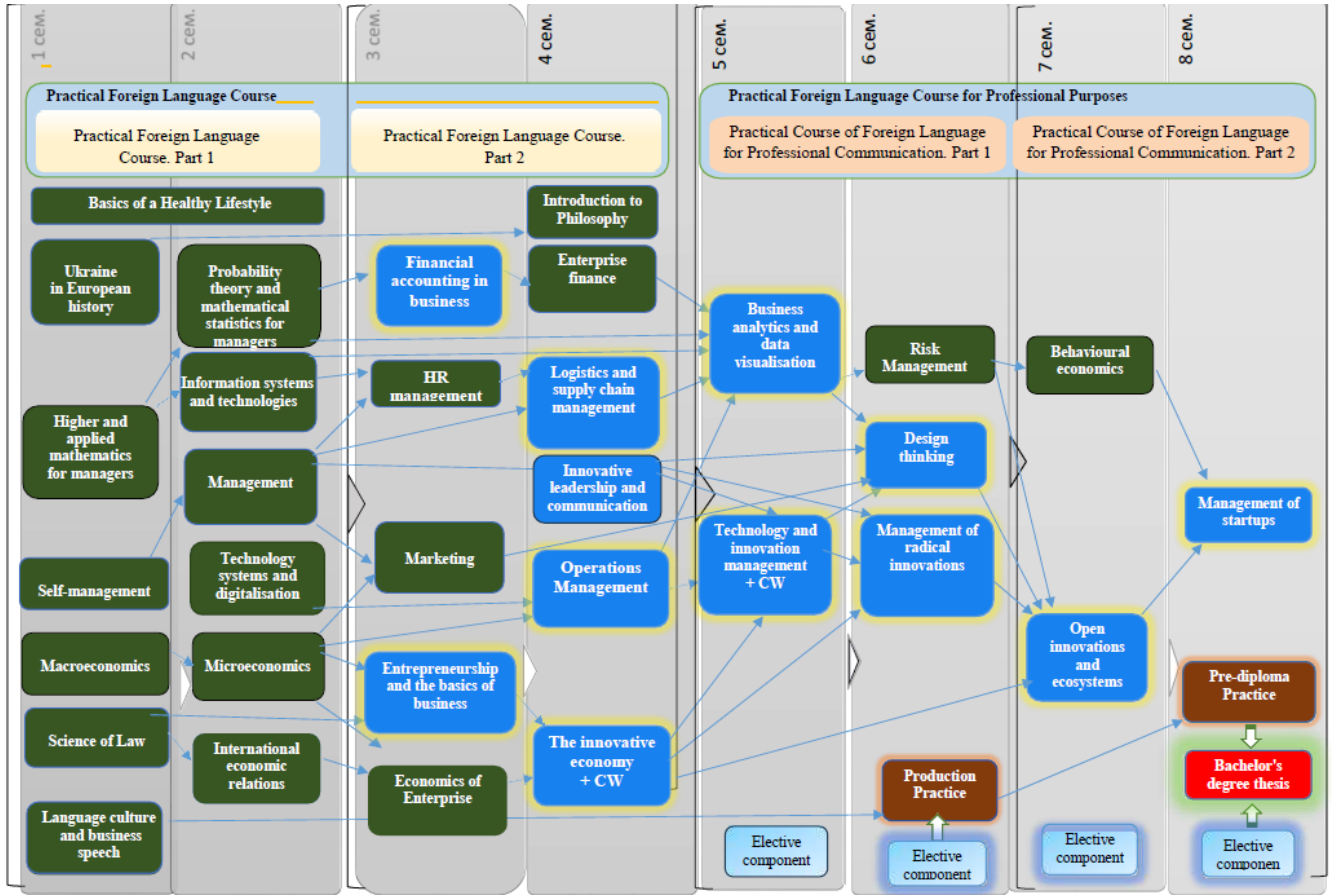 1 сем.
2 сем.
3 сем.
4 сем.
5 сем.
6 сем.
7 сем.
8 сем.
Practical Foreign Language Course
Practical Foreign Language
Course. Part 1
Practical Foreign Language Course.
Part 2
Practical Foreign Language Course for Professional Purposes
Practical Course of Foreign Language
for Professional Communication. Part 1
Practical Course of Foreign Language
for Professional Communication. Part 2
Basics of a Healthy Lifestyle
Ukraine
in European
history
Higher and
applied
mathematics
for managers
Self-management
Macroeconomics
Science of Law
Language culture
and business
speech
Probability
theory and
mathematical
statistics for
managers
Information systems
and technologies
Management
Technology
systems and
digitalisation
Microeconomics
International
economic
relations
Financial
accounting in
business
HR
management
Marketing
Entrepreneurship
and the basics of
business
Economics of
Enterprise
Introduction to
Philosophy
Enterprise
finance
Logistics and
supply chain
management
Innovative
leadership and
communication
Operations
Management
The innovative
economy
+ CW
Business
analytics and
data
visualisation
Technology and
innovation
management
+ CW
Elective
component
Risk
Management
Design
thinking
Management of
radical
innovations
Production
Practice
Elective
component
Behavioural
economics
Open
innovations
and
ecosystems
Elective
component
Management of
startups
Pre-diploma
Practice
Bachelor's
degree thesis
Elective
componen